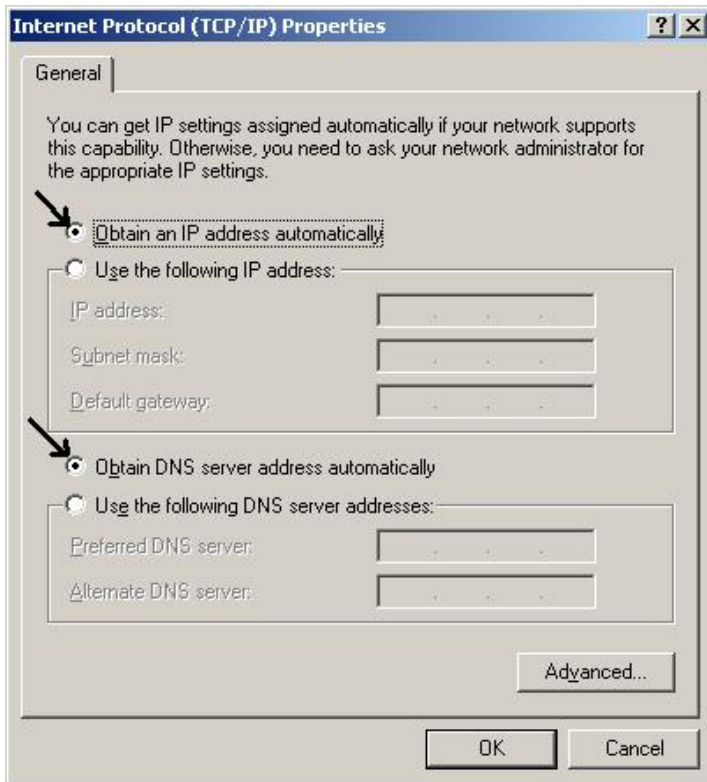 Internet Protocol (TCP/IP) Properties
General
You can get IP settings assigned automatically if your network supports
this capability. Otherwise, you need to ask your network administrator for
the appropriate IP settings.
Obtain an IP address automatically
Use the following IP address:
IP address:
Subnet mask:
Default gateway:
Obtain DNS server address automatically
Use the following DNS server addresses:
Preferred DNS server:
Alternate DNS server:
Advanced...
OK Cancel